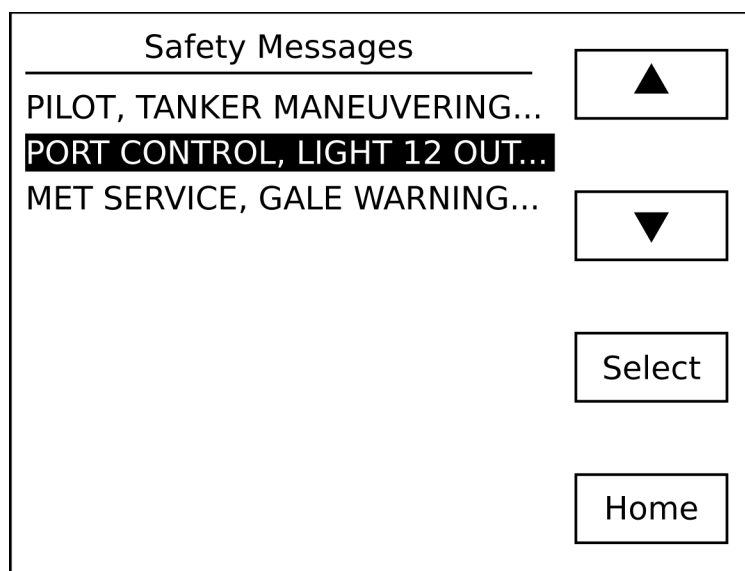 Safety Messages
PILOT, TANKER MANEUVERING...
PORT CONTROL, LIGHT 12 OUT...
MET SERVICE, GALE WARNING...
▲
▼
Select
Home